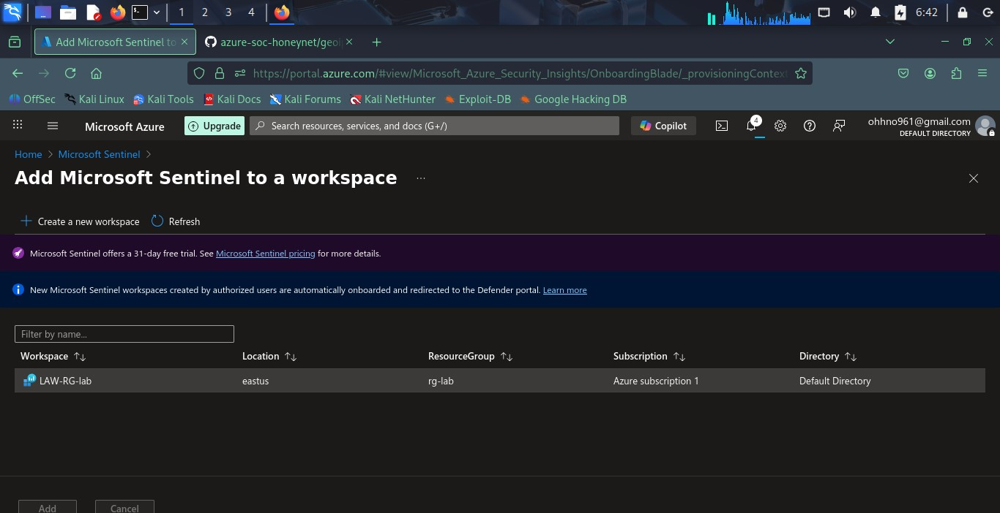 1 2 3 4 6:42
Add Microsoft Sentinel to azure-soc-honeynet/geoip
https://portal.azure.com/#view/Microsoft_Azure_Security_Insights/OnboardingBlade/_provisioningContext
OffSec Kali Linux Kali Tools Kali Docs Kali Forums Kali NetHunter Exploit-DB Google Hacking DB
Microsoft Azure Upgrade Search resources, services, and docs (G+/) Copilot 4 ohhno961@gmail.com
DEFAULT DIRECTORY
Home Microsoft Sentinel
Add Microsoft Sentinel to a workspace ...
Create a new workspace Refresh
Microsoft Sentinel offers a 31-day free trial. See Microsoft Sentinel pricing for more details.
New Microsoft Sentinel workspaces created by authorized users are automatically onboarded and redirected to the Defender portal. Learn more
Filter by name...
Workspace Location ResourceGroup Subscription Directory
LAW-RG-lab eastus rg-lab Azure subscription 1 Default Directory
Add Cancel